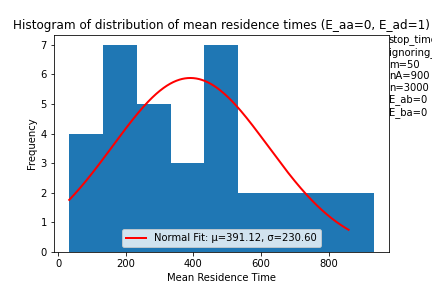 Histogram of distribution of mean residence times (E_aa=0, E_ad=1)
stop_time
ignoring_
m=50
nA=900
n=3000
E_ab=0
E_ba=0
7
6
5
4
3
2
1
0
Frequency
Normal Fit: μ=391.12, σ=230.60
0
200
400
600
800
Mean Residence Time